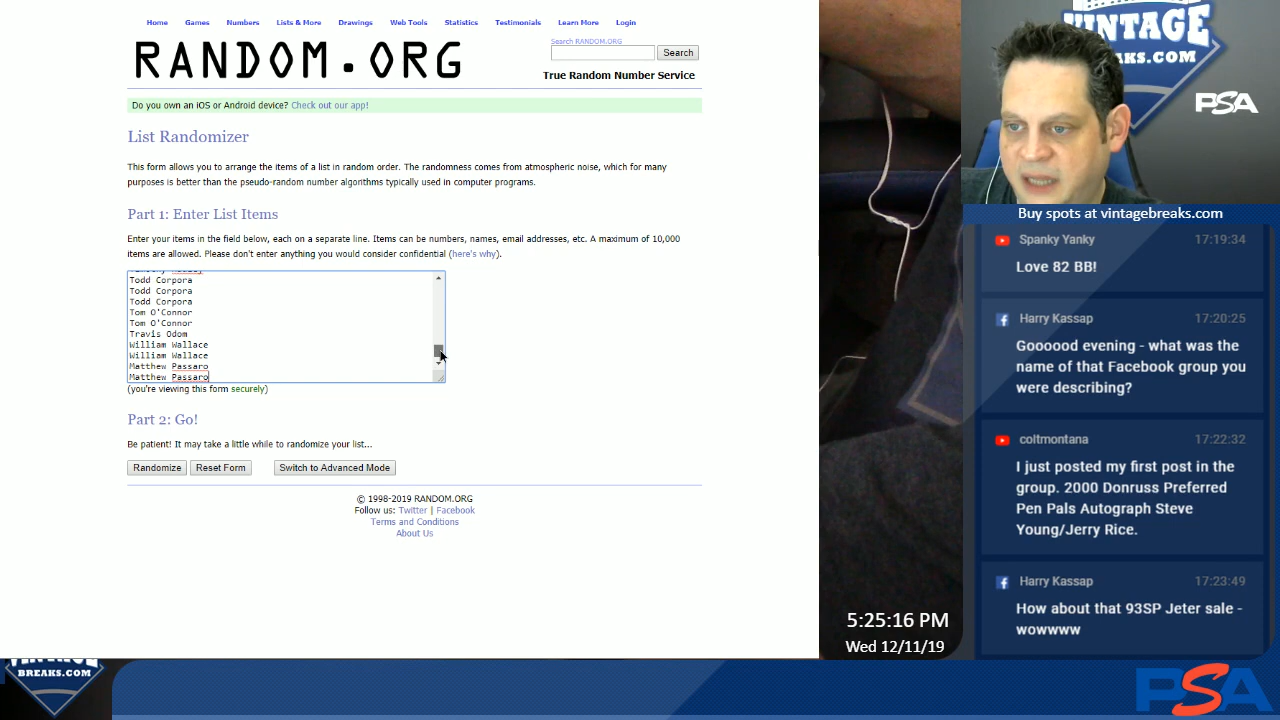 Home Games Numbers Lists & More Drawings Web Tools Statistics Testimonials Learn More Login
RANDOM.ORG
Search RANDOM.ORG
Search
True Random Number Service
Do you own an iOS or Android device? Check out our app!
List Randomizer
This form allows you to arrange the items of a list in random order. The randomness comes from atmospheric noise, which for many
purposes is better than the pseudo-random number algorithms typically used in computer programs.
Part 1: Enter List Items
Enter your items in the field below, each on a separate line. Items can be numbers, names, email addresses, etc. A maximum of 10,000
items are allowed. Please don't enter anything you would consider confidential (here's why).
Todd Corpora
Todd Corpora
Todd Corpora
Tom O'Connor
Tom O'Connor
Travis Odom
William Wallace
William Wallace
Matthew Passaro
Matthew Passaro
(you're viewing this form securely)
Part 2: Go!
Be patient! It may take a little while to randomize your list...
Randomize Reset Form Switch to Advanced Mode
© 1998-2019 RANDOM.ORG
Follow us: Twitter | Facebook
Terms and Conditions
About Us
VINTAGE
BREAKS.COM
PSA
Buy spots at vintagebreaks.com
Spanky Yanky 17:19:34
Love 82 BB!
Harry Kassap 17:20:25
Goooood evening - what was the
name of that Facebook group you
were describing?
coltmontana 17:22:32
I just posted my first post in the
group. 2000 Donruss Preferred
Pen Pals Autograph Steve
Young/Jerry Rice.
Harry Kassap 17:23:49
How about that 93SP Jeter sale -
wowwww
5:25:16 PM
Wed 12/11/19
VINTAGE
BREAKS.COM
PSA